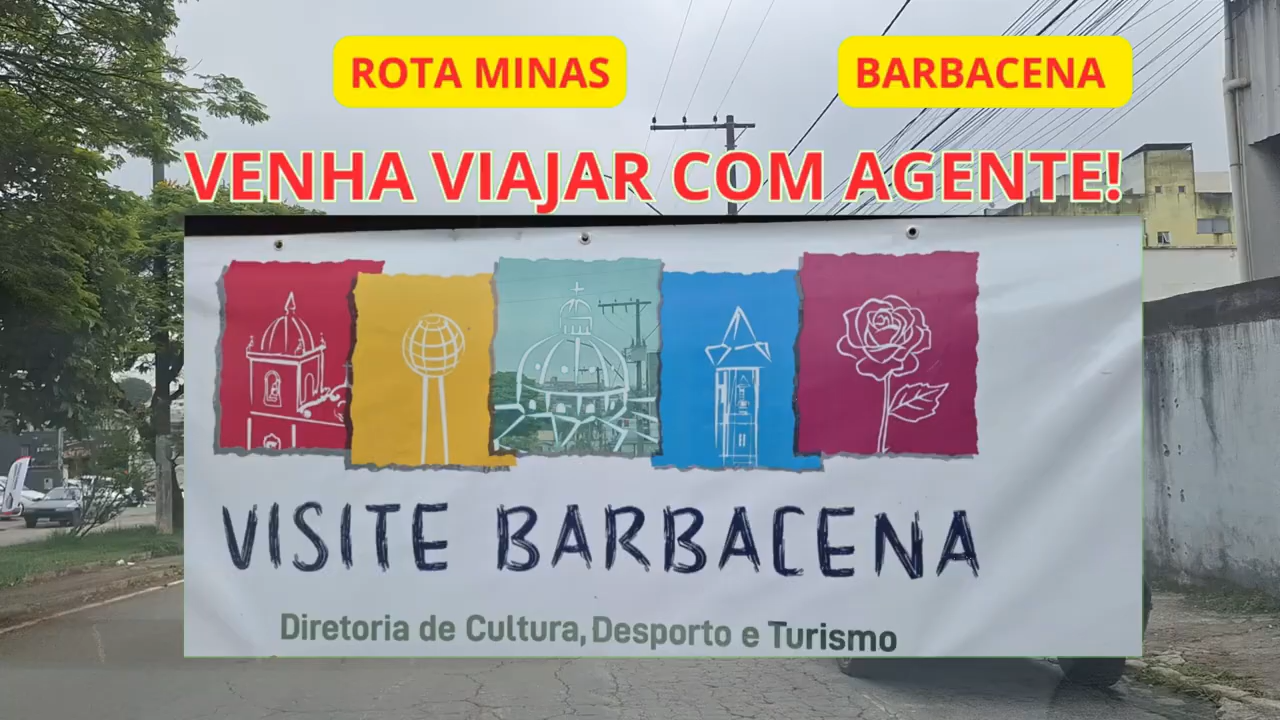 ROTA MINAS
BARBACENA
VENHA VIAJAR COM AGENTE!
VISITE BARBACENA
Diretoria de Cultura, Desporto e Turismo